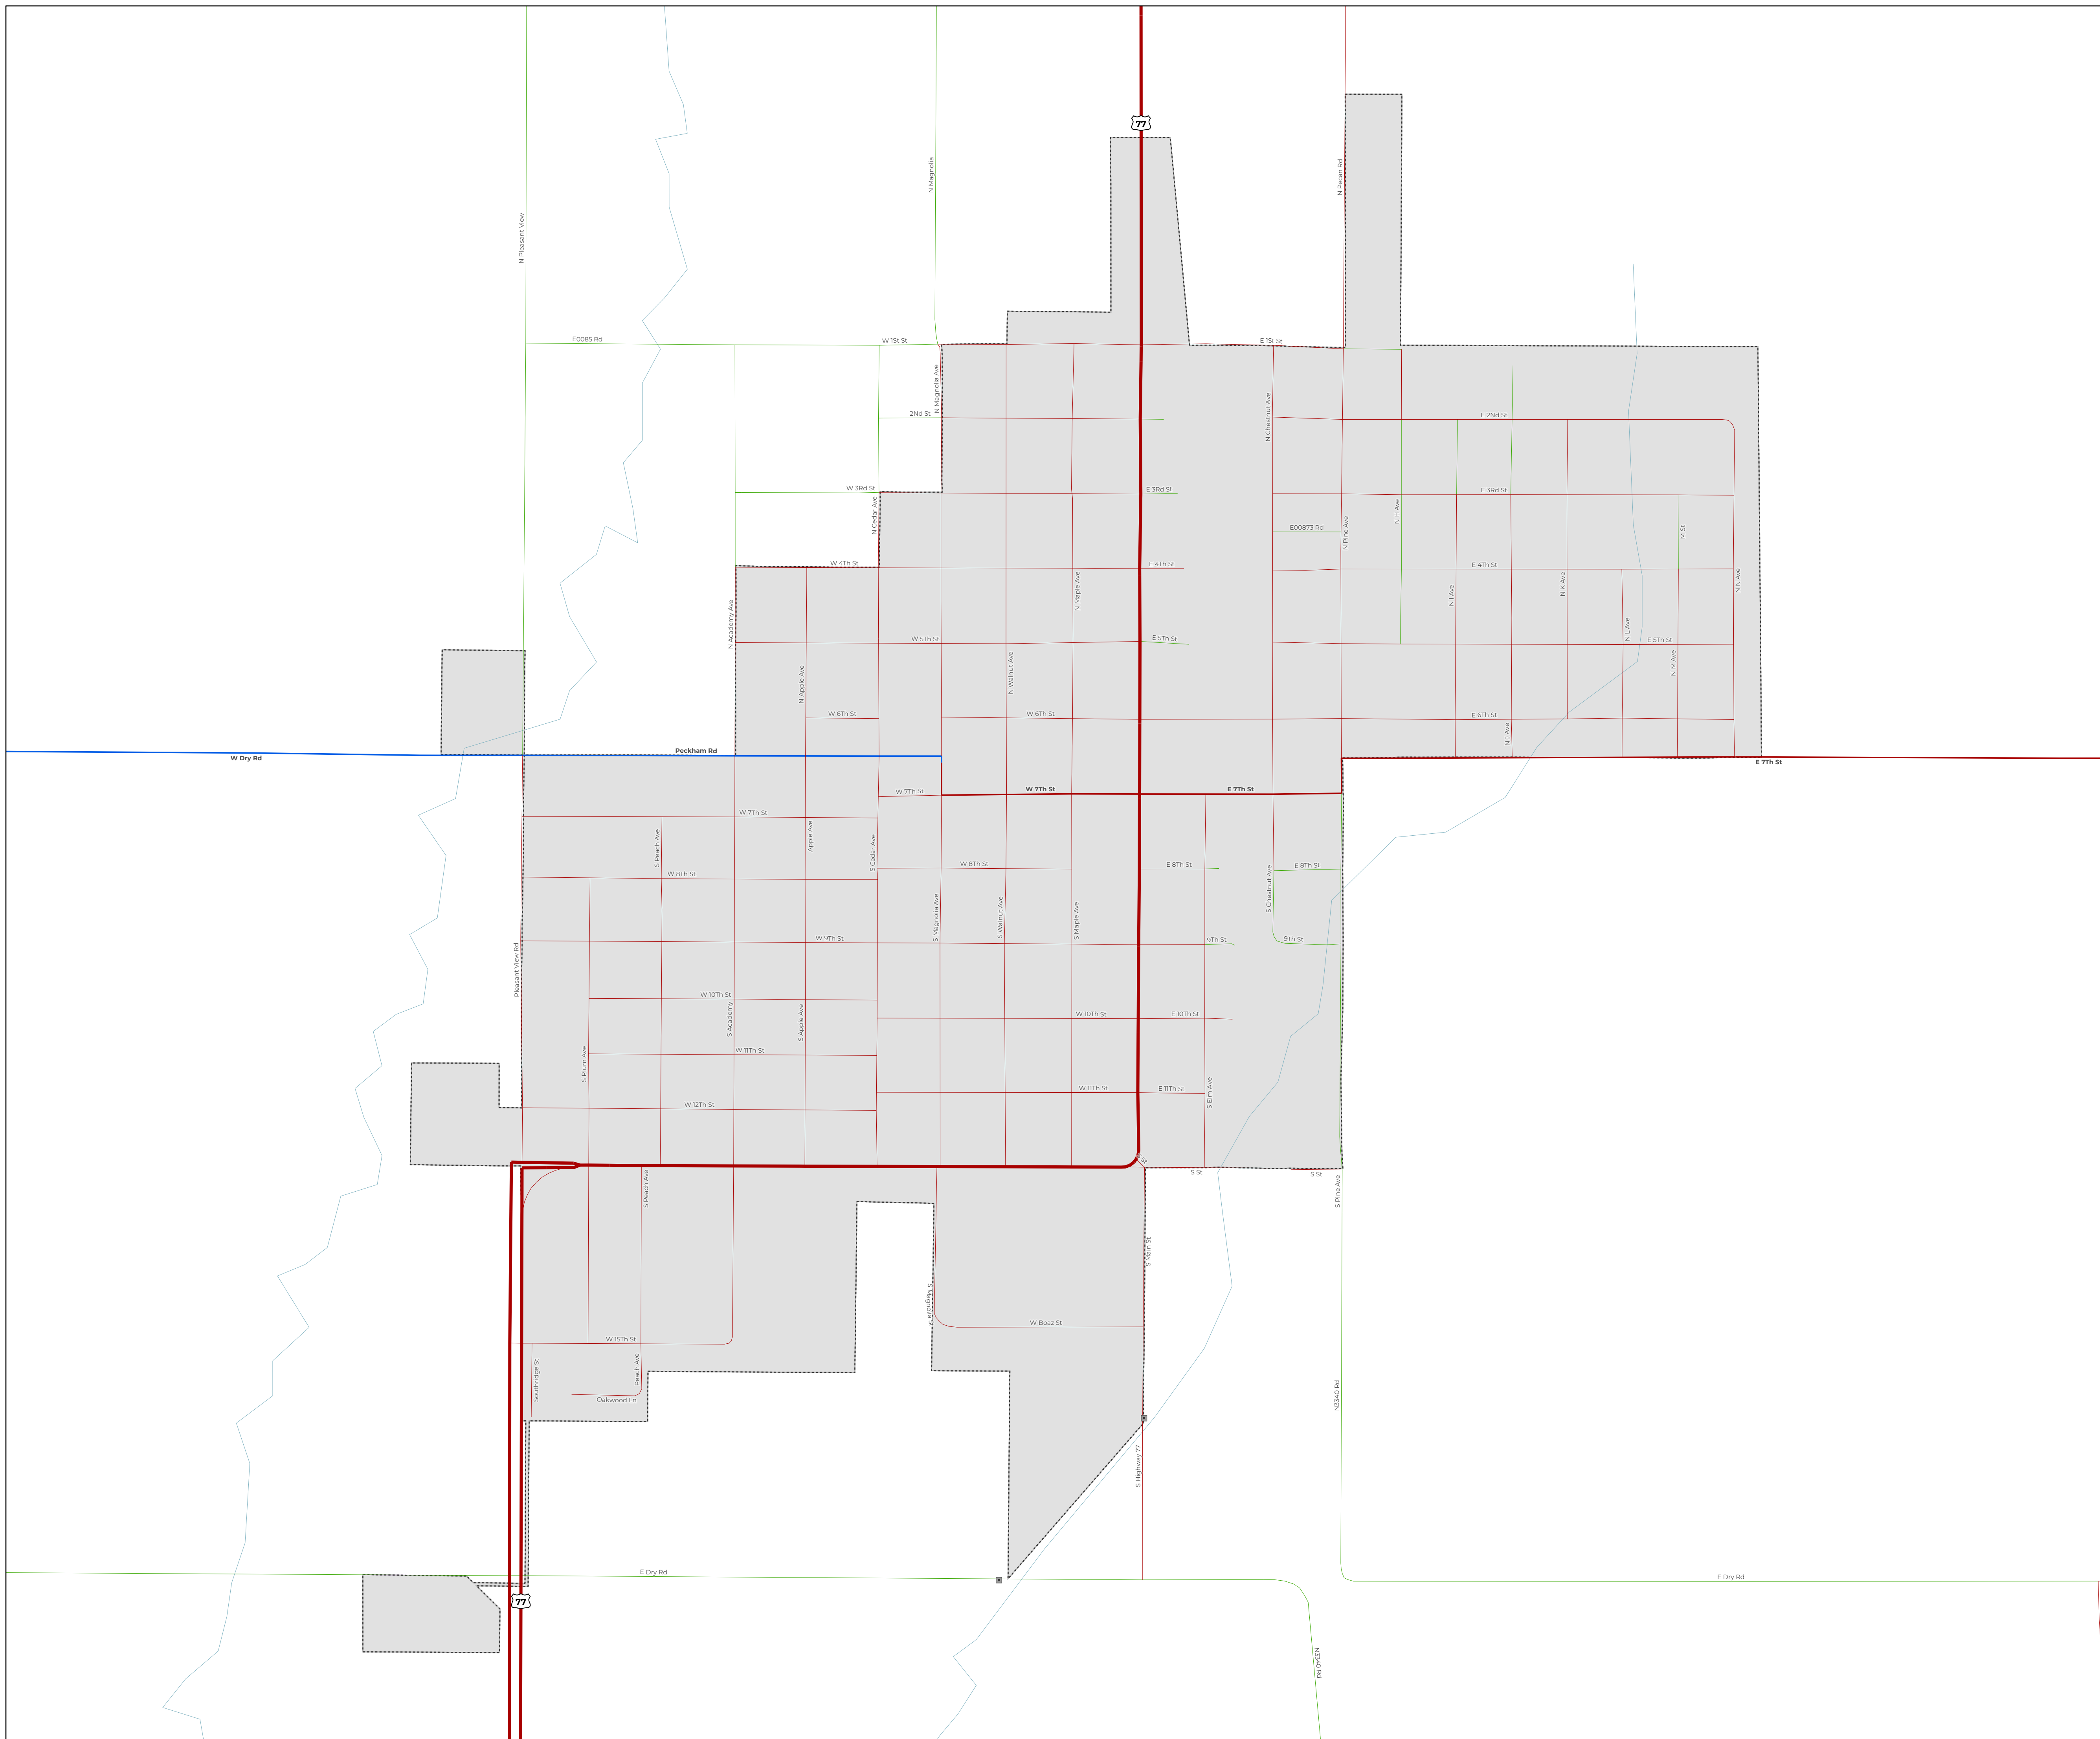 77
N Magnolia
N Pecan Rd
N Pleasant View
E0085 Rd
W 1St St
E 1St St
N Magnolia Ave
2Nd St
N Chestnut Ave
E 2Nd St
W 3Rd St
E 3Rd St
E 3Rd St
N Cedar Ave
N H Ave
E00873 Rd
N Pine Ave
M St
W 4Th St
E 4Th St
E 4Th St
N Maple Ave
N I Ave
N K Ave
N N Ave
N Academy Ave
N L Ave
W 5Th St
E 5Th St
E 5Th St
N Apple Ave
N Walnut Ave
N M Ave
W 6Th St
W 6Th St
E 6Th St
N J Ave
Peckham Rd
W Dry Rd
E 7Th St
W 7Th St
W 7Th St
E 7Th St
W 7Th St
S Peach Ave
Apple Ave
S Cedar Ave
W 8Th St
E 8Th St
E 8Th St
W 8Th St
S Chestnut Ave
S Magnolia Ave
S Walnut Ave
S Maple Ave
W 9Th St
9Th St
9Th St
Pleasant View Rd
W 10Th St
S Academy
S Apple Ave
W 10Th St
E 10Th St
W 11Th St
S Plum Ave
W 11Th St
E 11Th St
S Elm Ave
W 12Th St
S St
S St
S Peach Ave
S Pine Ave
S Main St
S Magnolia
W Boaz St
W 15Th St
Southridge St
Peach Ave
Oakwood Ln
N3340 Rd
S Highway 77
E Dry Rd
E Dry Rd
77
N3340 Rd